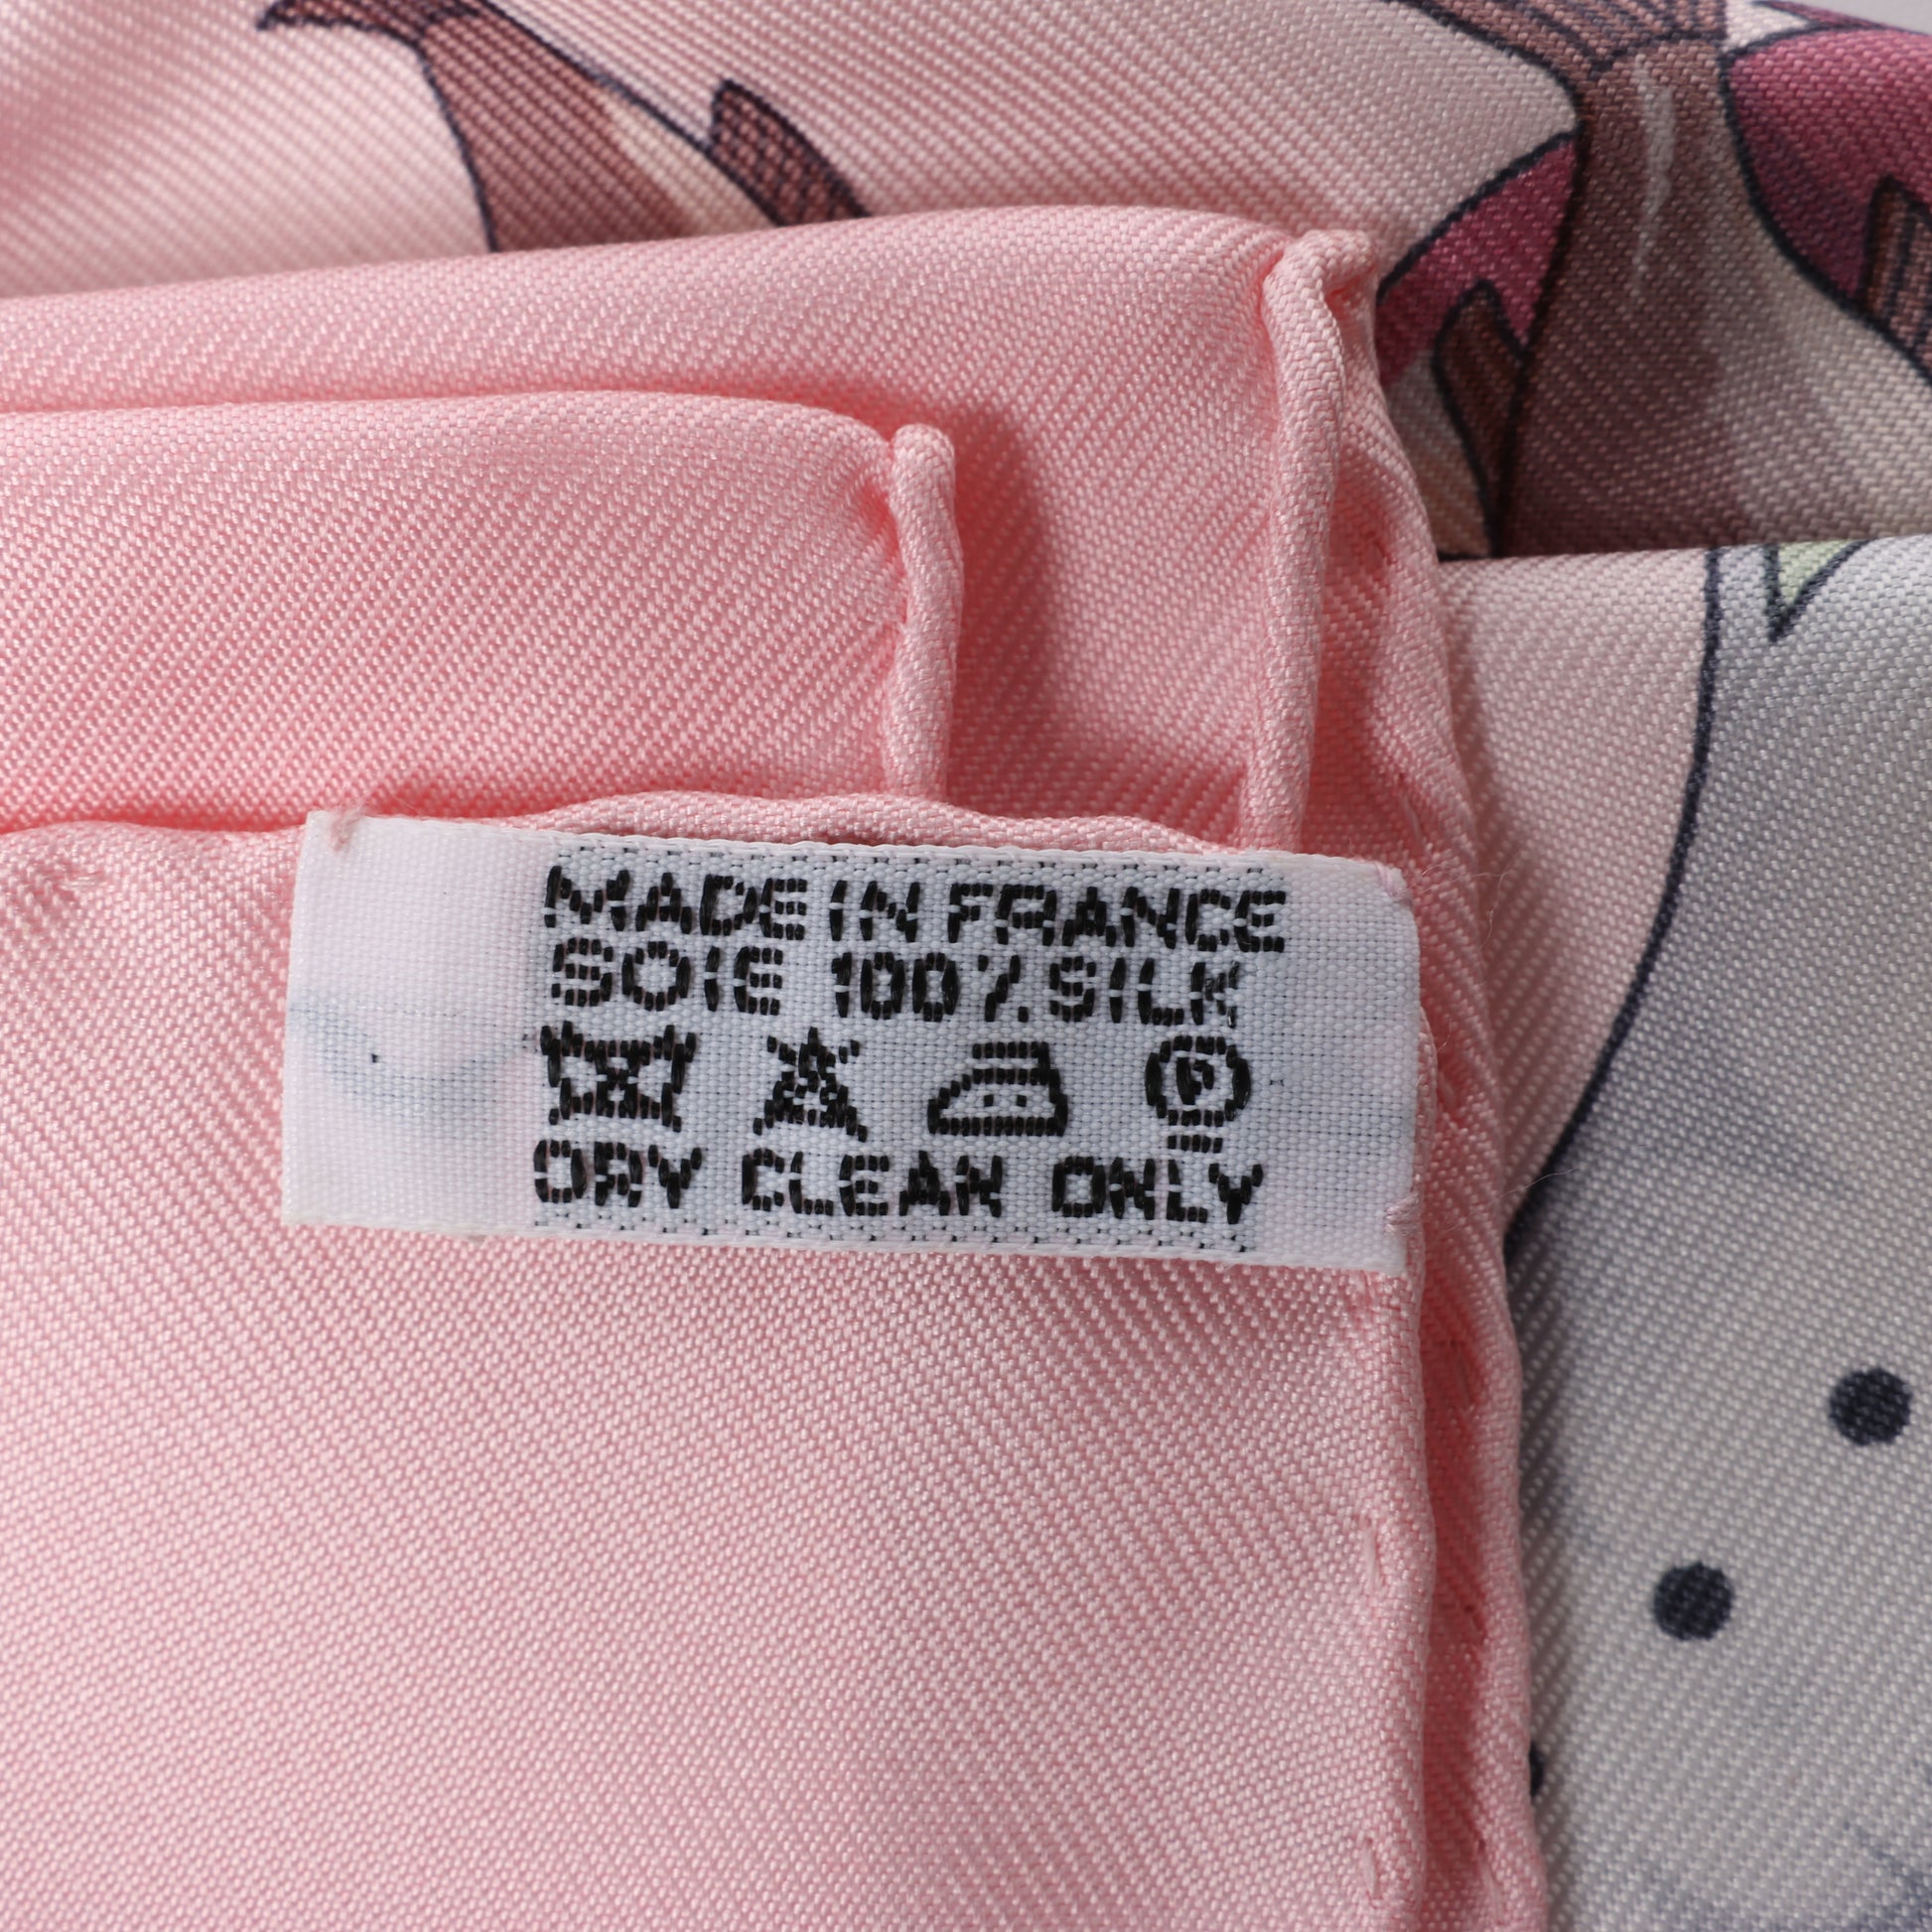 MADE IN FRANCE
SOIE 100% SILK
P
DRY CLEAN ONLY